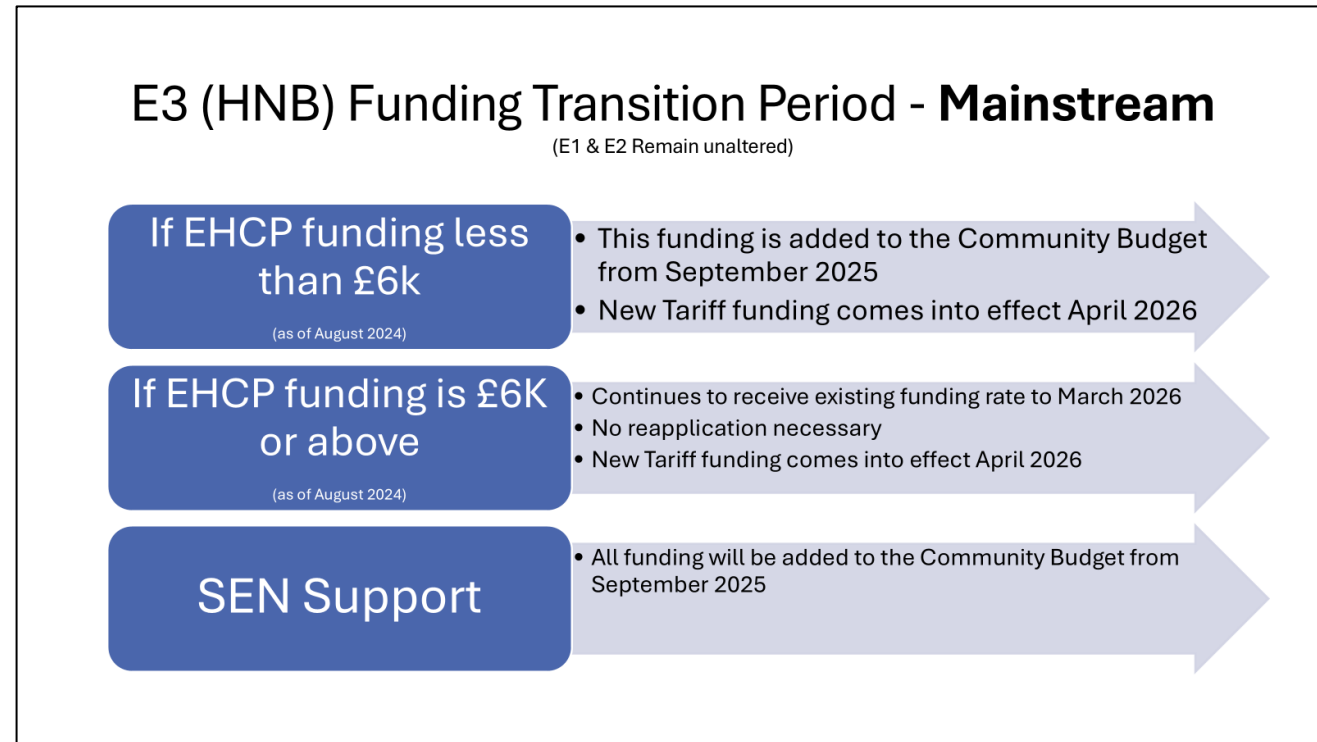 E3 (HNB) Funding Transition Period - Mainstream
(E1 & E2 Remain unaltered)
If EHCP funding less
than £6k
(as of August 2024)
• This funding is added to the Community Budget
from September 2025
• New Tariff funding comes into effect April 2026
If EHCP funding is £6K
or above
(as of August 2024)
• Continues to receive existing funding rate to March 2026
• No reapplication necessary
• New Tariff funding comes into effect April 2026
SEN Support
• All funding will be added to the Community Budget from
September 2025